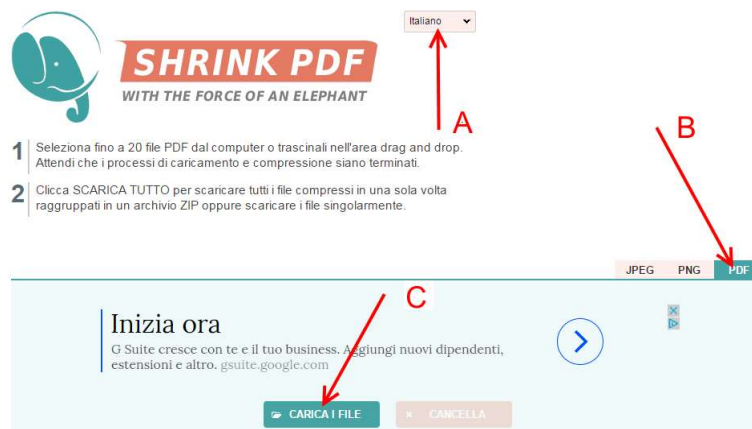 Italiano
SHRINK PDF
WITH THE FORCE OF AN ELEPHANT
A
B
1 Seleziona fino a 20 file PDF dal computer o trascinali nell'area drag and drop.
Attendi che i processi di caricamento e compressione siano terminati.
2 Clicca SCARICA TUTTO per scaricare tutti i file compressi in una sola volta
raggruppati in un archivio ZIP oppure scaricare i file singolarmente.
JPEG PNG PDF
C
Inizia ora
G Suite cresce con te e il tuo business. Aggiungi nuovi dipendenti,
estensioni e altro. gsuite.google.com
CARICA I FILE
CANCELLA